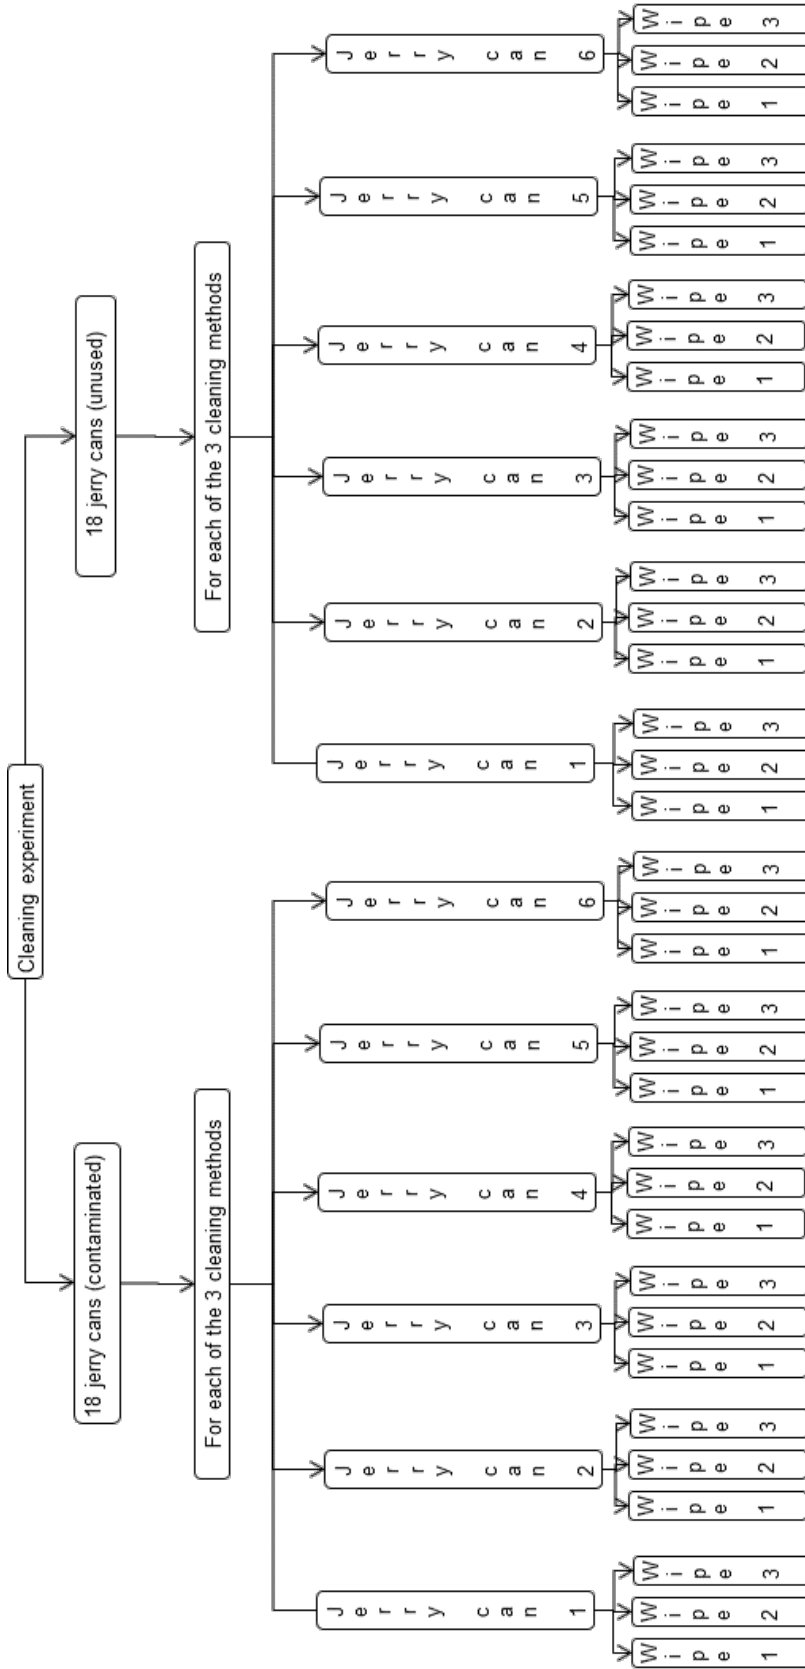 Cleaning experiment
18 jerry cans (contaminated)
18 jerry cans (unused)
For each of the 3 cleaning methods
For each of the 3 cleaning methods
Jerry can 1
Jerry can 2
Jerry can 3
Jerry can 4
Jerry can 5
Jerry can 6
Jerry can 1
Jerry can 2
Jerry can 3
Jerry can 4
Jerry can 5
Jerry can 6
Wipe 1
Wipe 2
Wipe 3
Wipe 1
Wipe 2
Wipe 3
Wipe 1
Wipe 2
Wipe 3
Wipe 1
Wipe 2
Wipe 3
Wipe 1
Wipe 2
Wipe 3
Wipe 1
Wipe 2
Wipe 3
Wipe 1
Wipe 2
Wipe 3
Wipe 1
Wipe 2
Wipe 3
Wipe 1
Wipe 2
Wipe 3
Wipe 1
Wipe 2
Wipe 3
Wipe 1
Wipe 2
Wipe 3
Wipe 1
Wipe 2
Wipe 3